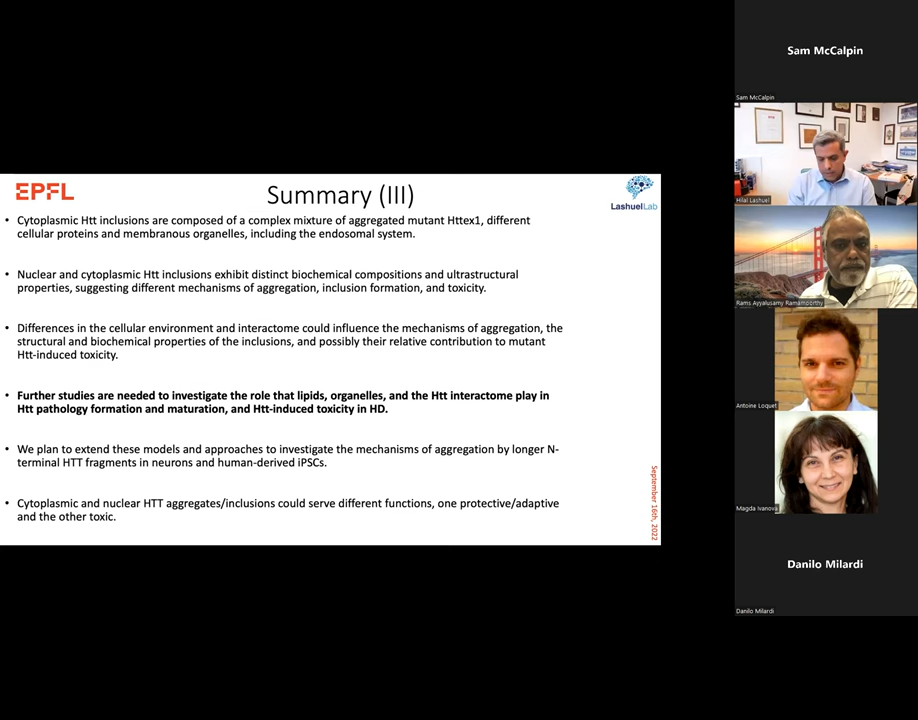 EPFL
Summary (III)
LashuelLab
• Cytoplasmic Htt inclusions are composed of a complex mixture of aggregated mutant Httex1, different
cellular proteins and membranous organelles, including the endosomal system.
• Nuclear and cytoplasmic Htt inclusions exhibit distinct biochemical compositions and ultrastructural
properties, suggesting different mechanisms of aggregation, inclusion formation, and toxicity.
• Differences in the cellular environment and interactome could influence the mechanisms of aggregation, the
structural and biochemical properties of the inclusions, and possibly their relative contribution to mutant
Htt-induced toxicity.
• Further studies are needed to investigate the role that lipids, organelles, and the Htt interactome play in
Htt pathology formation and maturation, and Htt-induced toxicity in HD.
• We plan to extend these models and approaches to investigate the mechanisms of aggregation by longer N-
terminal HTT fragments in neurons and human-derived iPSCs.
• Cytoplasmic and nuclear HTT aggregates/inclusions could serve different functions, one protective/adaptive
and the other toxic.
September 16th, 2022
Sam McCalpin
Sam McCalpin
Hilal Lashuel
Rams Ayyalusamy Ramamoorthy
Antoine Loquet
Magda Ivanova
Danilo Milardi
Danilo Milardi